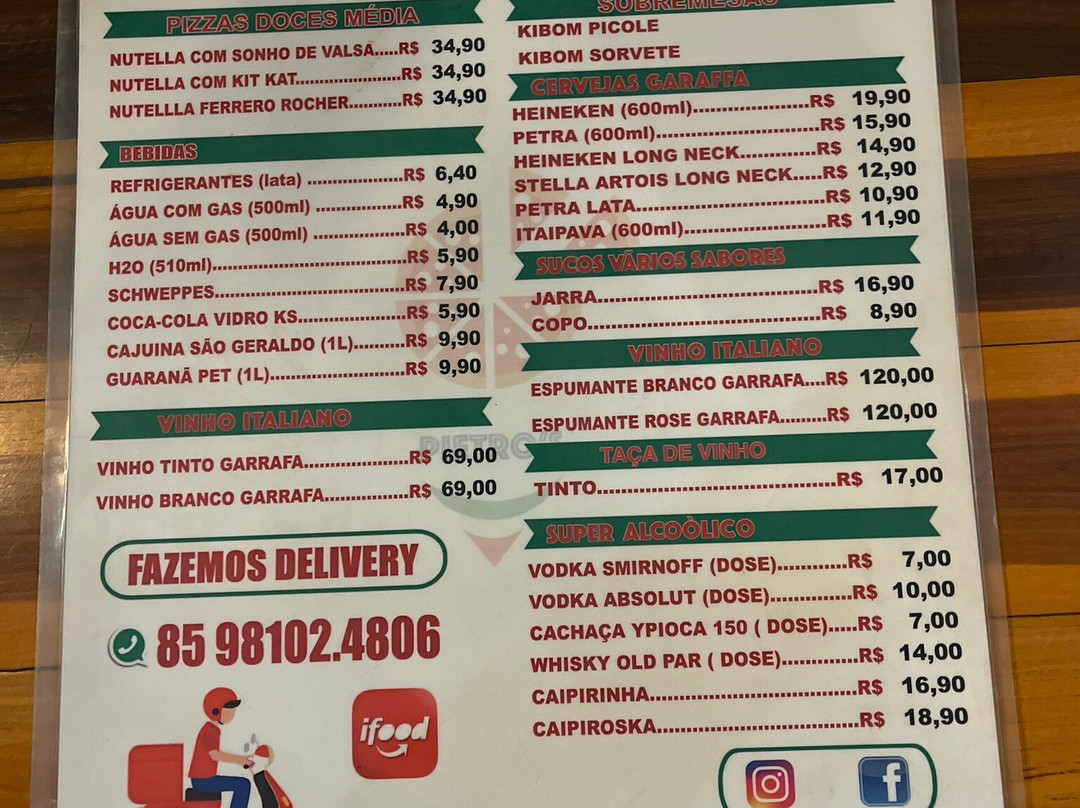 PIZZAS DOCES MÉDIA
NUTELLA COM SONHO DE VALSA.....R$ 34,90
NUTELLA COM KIT KAT..................R$ 34,90
NUTELLLA FERRERO ROCHER..........R$ 34,90
BEBIDAS
REFRIGERANTES (lata) ..................R$ 6,40
ÁGUA COM GAS (500ml) ................R$ 4,90
ÁGUA SEM GAS (500ml) .................R$ 4,00
H2O (510ml)....................................R$ 5,90
SCHWEPPES....................................R$ 7,90
COCA-COLA VIDRO KS....................R$ 5,90
CAJUINA SÃO GERALDO (1L)..........R$ 9,90
GUARANÃ PET (1L).........................R$ 9,90
VINHO ITALIANO
VINHO TINTO GARRAFA....................R$ 69,00
VINHO BRANCO GARRAFA................R$ 69,00
FAZEMOS DELIVERY
85 98102.4806
ifood
SOBREMESAS
KIBOM PICOLE
KIBOM SORVETE
CERVEJAS GARAFFA
HEINEKEN (600ml)......................R$ 19,90
PETRA (600ml)...............................R$ 15,90
HEINEKEN LONG NECK..............R$ 14,90
STELLA ARTOIS LONG NECK.....R$ 12,90
PETRA LATA...................................R$ 10,90
ITAIPAVA (600ml)..........................R$ 11,90
SUCOS VÁRIOS SABORES
JARRA.........................................R$ 16,90
COPO...........................................R$ 8,90
VINHO ITALIANO
ESPUMANTE BRANCO GARRAFA....R$ 120,00
ESPUMANTE ROSE GARRAFA.........R$ 120,00
TAÇA DE VINHO
TINTO.............................................R$ 17,00
SUPER ALCOÒLICO
VODKA SMIRNOFF (DOSE)............R$ 7,00
VODKA ABSOLUT (DOSE)...............R$ 10,00
CACHAÇA YPIOCA 150 ( DOSE).....R$ 7,00
WHISKY OLD PAR ( DOSE).............R$ 14,00
CAIPIRINHA....................................R$ 16,90
CAIPIROSKA...................................R$ 18,90
PIETRO'S